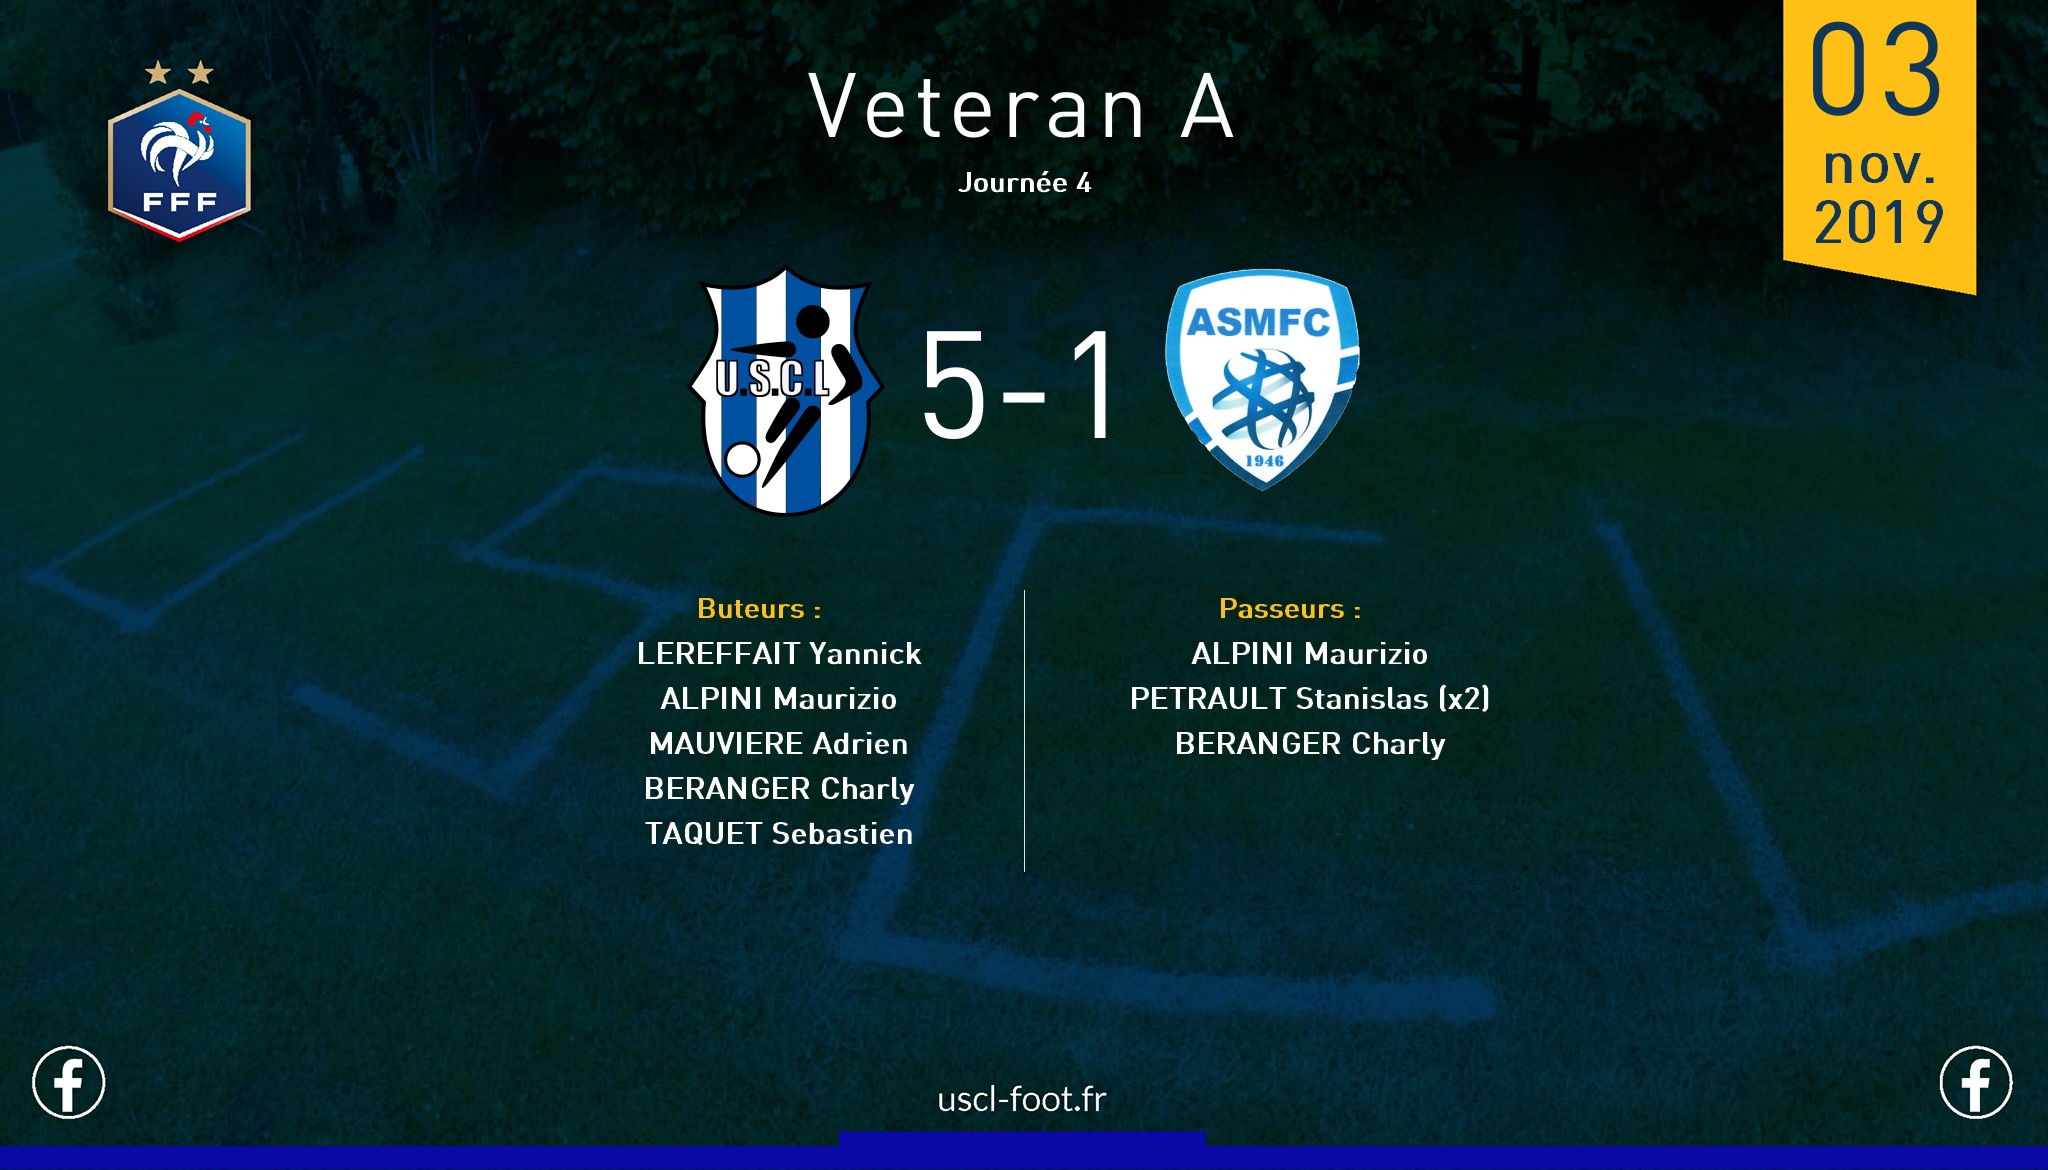 03
nov.
2019
FFF
Veteran A
Journée 4
U.S.C.L
5-1
ASMFC
1946
Buteurs :
LEREFFAIT Yannick
ALPINI Maurizio
MAUVIERE Adrien
BERANGER Charly
TAQUET Sebastien
Passeurs :
ALPINI Maurizio
PETRAULT Stanislas (x2)
BERANGER Charly
uscl-foot.fr